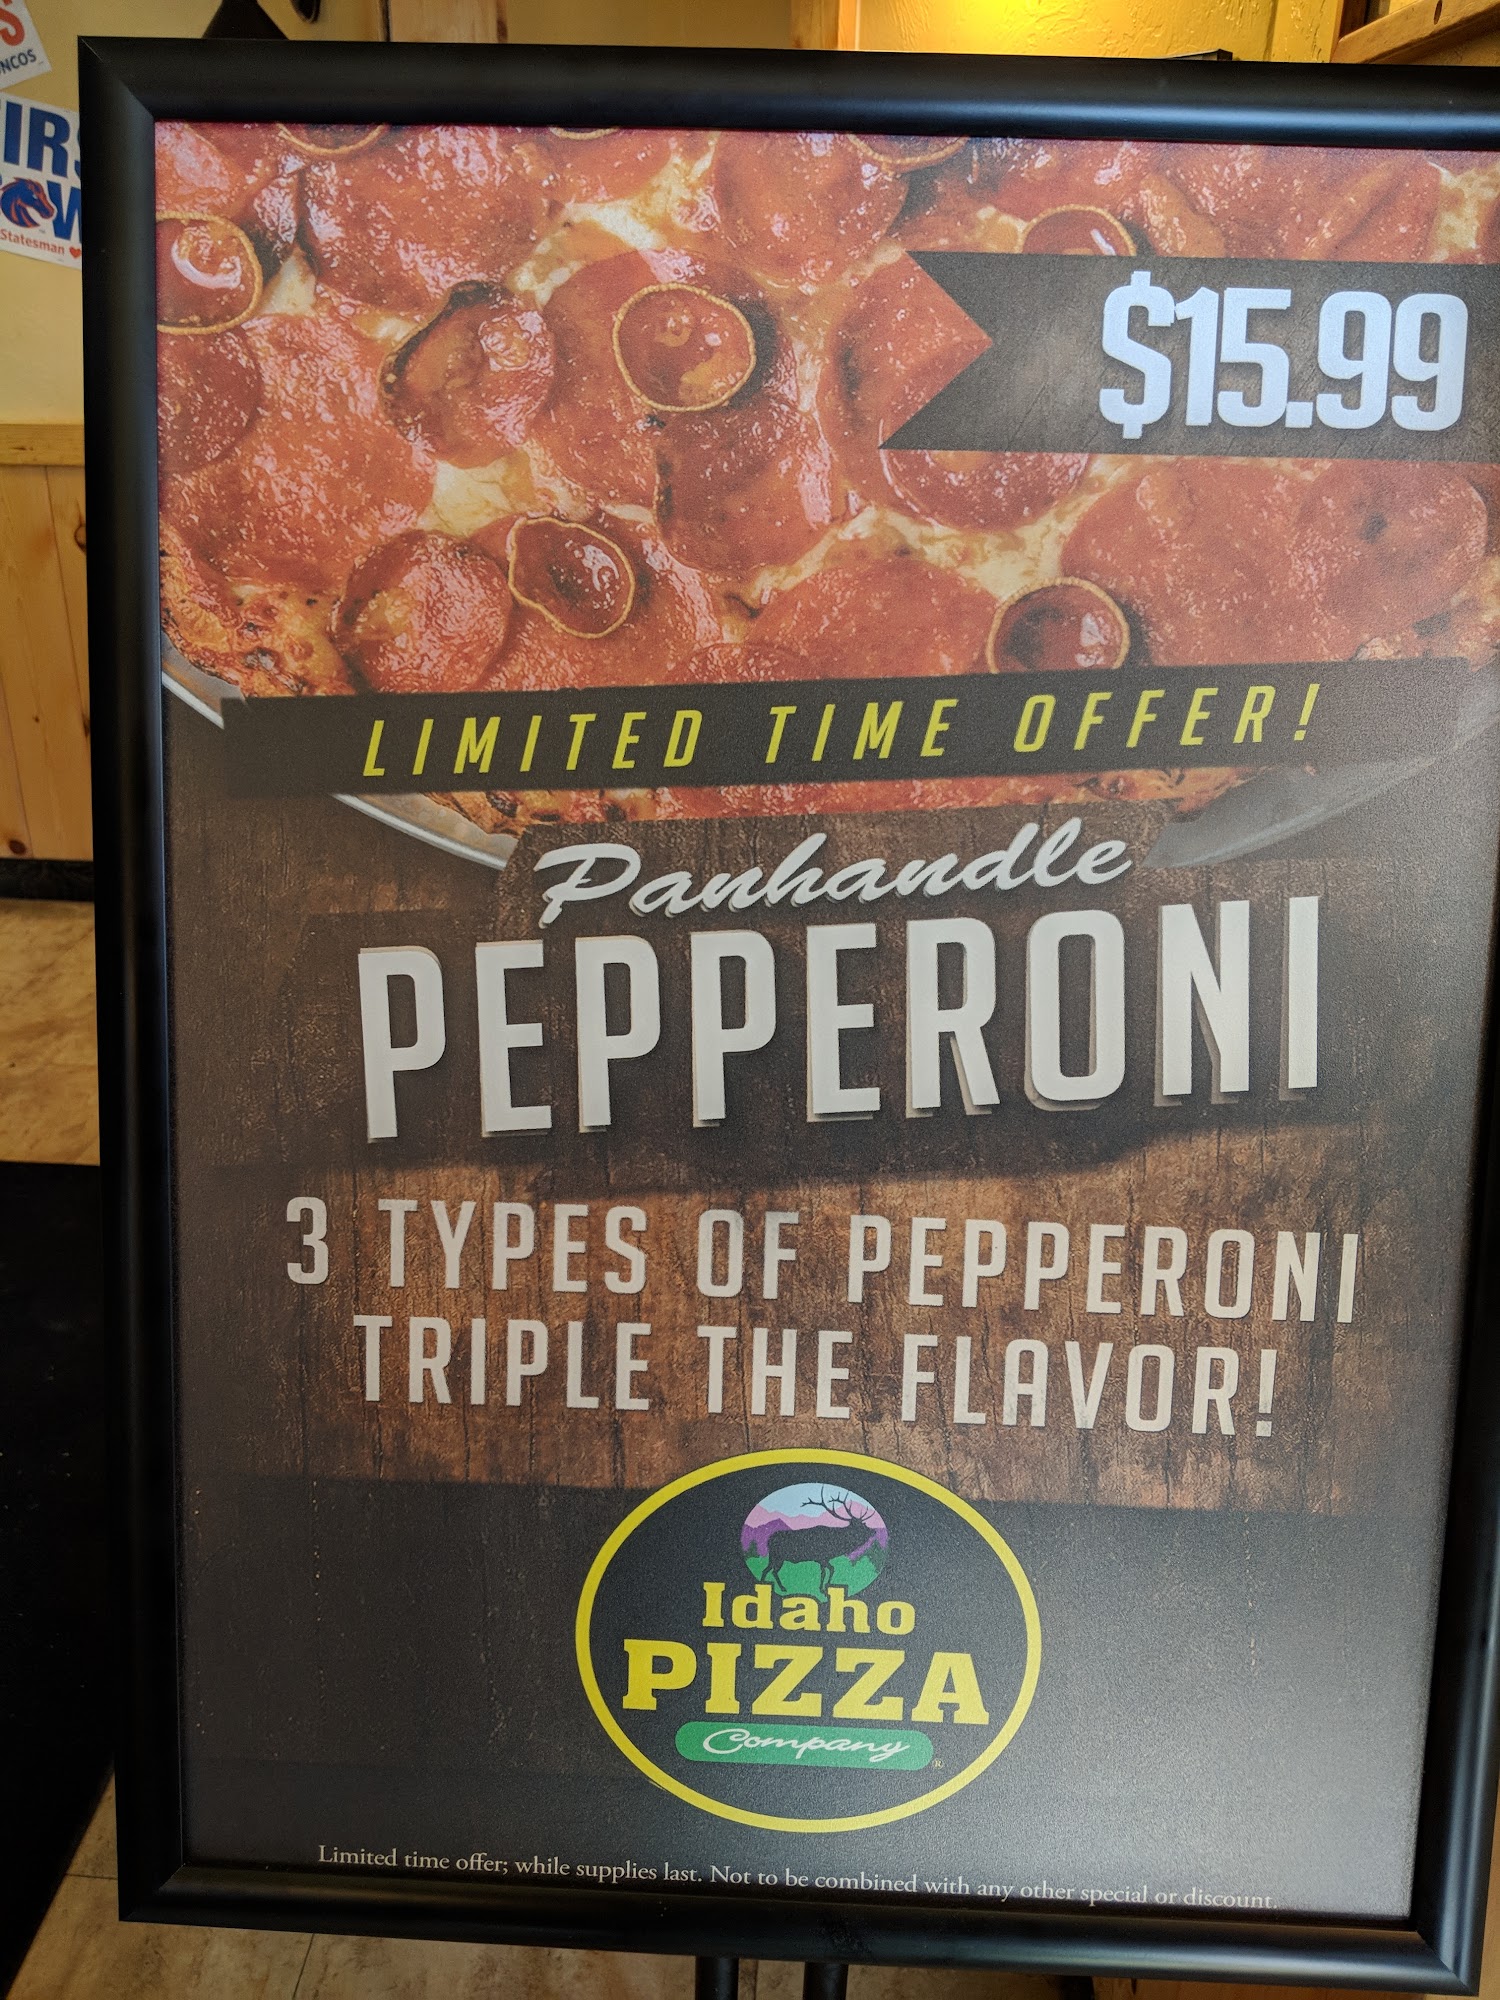 $15.99
LIMITED TIME OFFER!
Panhandle
PEPPERONI
3 TYPES OF PEPPERONI
TRIPLE THE FLAVOR!
Idaho
PIZZA
Company
®
Limited time offer; while supplies last. Not to be combined with any other special or discount.
Statesman